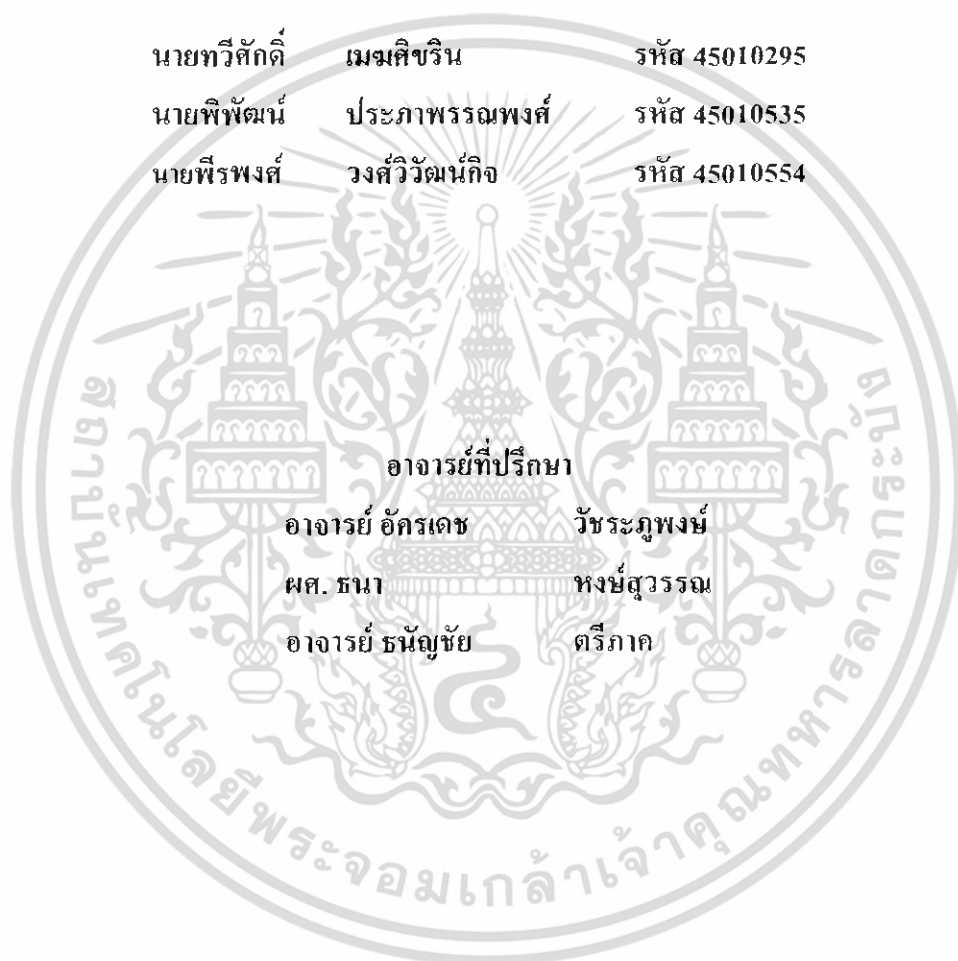 นายทวีศักดิ์ เมฆศิขริน รหัส 45010295
นายพิพัฒน์ ประภาพรรณพงศ์ รหัส 45010535
นายพีรพงศ์ วงศ์วิวัฒน์กิจ รหัส 45010554
อาจารย์ที่ปรึกษา
อาจารย์ อัครเดช วัชระภูพงษ์
ผศ. ธนา หงษ์สุวรรณ
อาจารย์ ธนัญชัย ตรีภาค
สถาบันเทคโนโลยีพระจอมเกล้าเจ้าคุณทหารลาดกระบัง